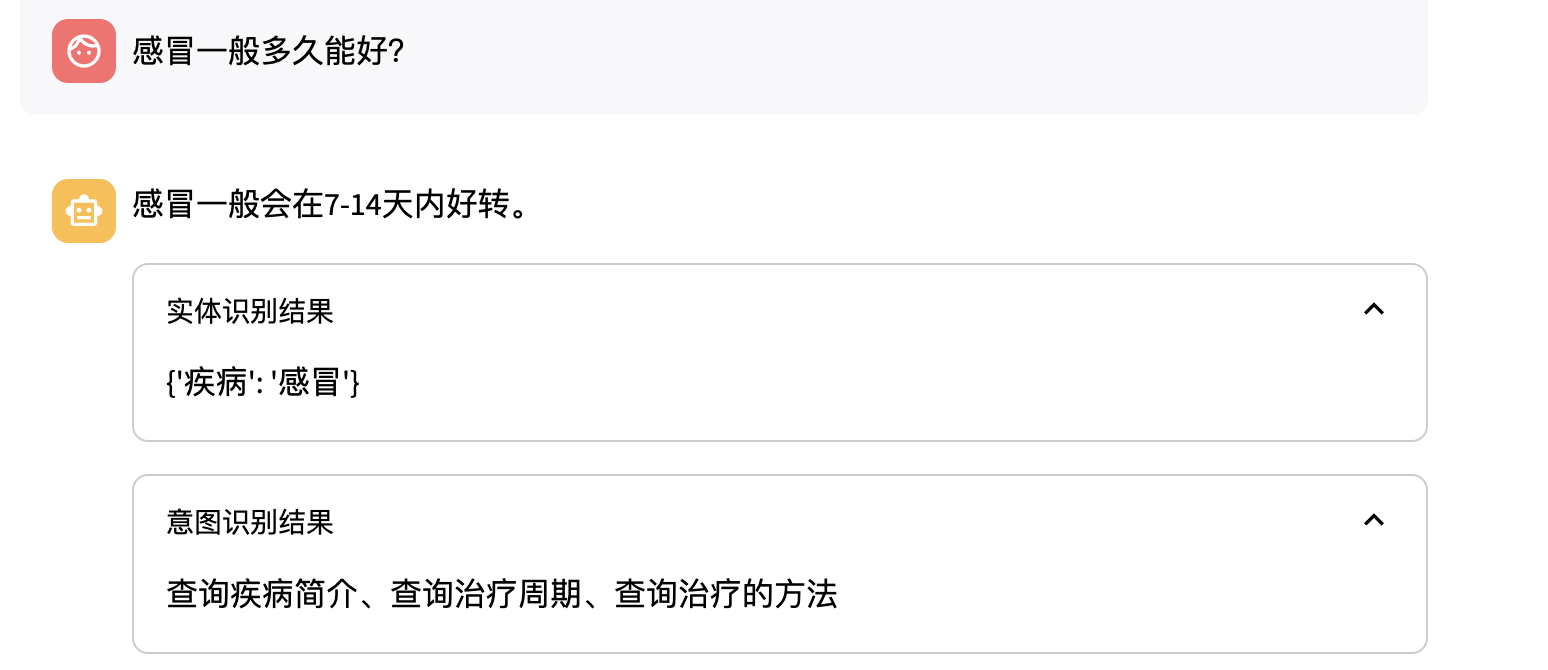 感冒一般多久能好?
感冒一般会在7-14天内好转。
实体识别结果
{'疾病': '感冒'}
意图识别结果
查询疾病简介、查询治疗周期、查询治疗的方法